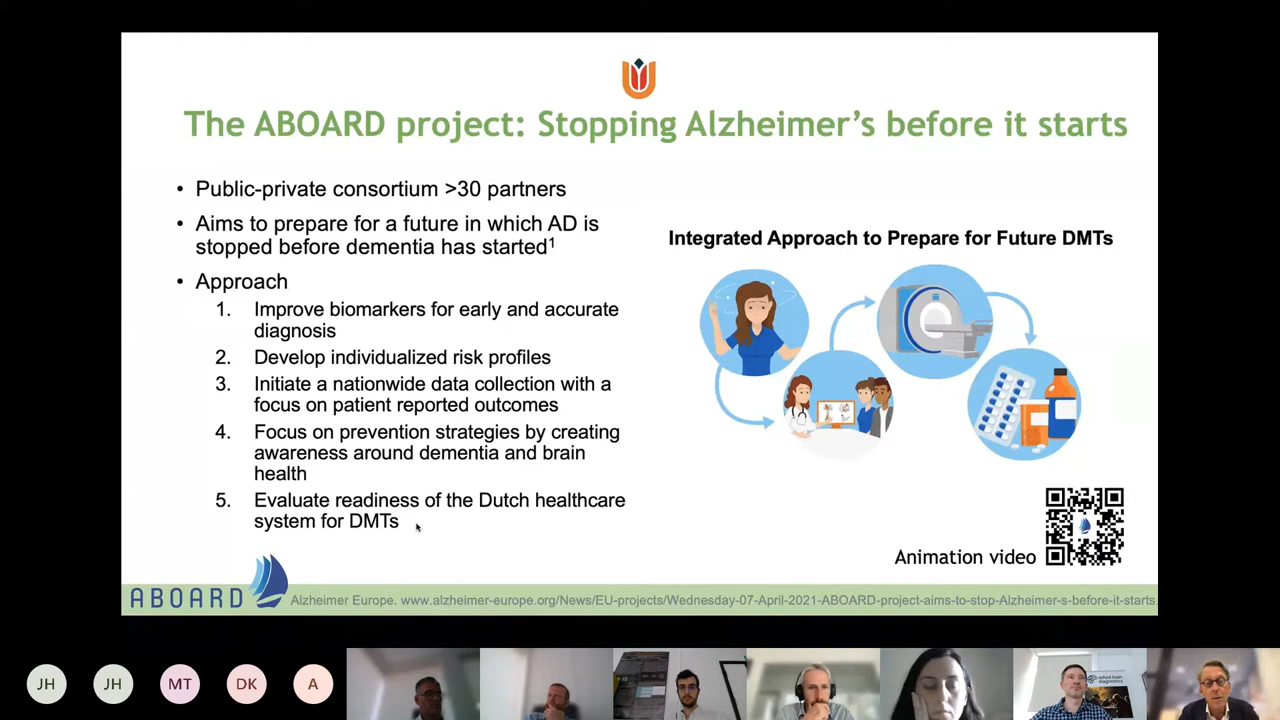 The ABOARD project: Stopping Alzheimer's before it starts
• Public-private consortium >30 partners
• Aims to prepare for a future in which AD is
stopped before dementia has started¹
• Approach
1. Improve biomarkers for early and accurate
diagnosis
2. Develop individualized risk profiles
3. Initiate a nationwide data collection with a
focus on patient reported outcomes
4. Focus on prevention strategies by creating
awareness around dementia and brain
health
5. Evaluate readiness of the Dutch healthcare
system for DMTs
Integrated Approach to Prepare for Future DMTs
Animation video
ABOARD
Alzheimer Europe. www.alzheimer-europe.org/News/EU-projects/Wednesday-07-April-2021-ABOARD-project-aims-to-stop-Alzheimer-s-before-it-starts.
JH
JH
MT
DK
A
oxford brain
diagnostics